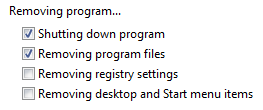 Removing program...
Shutting down program
Removing program files
Removing registry settings
Removing desktop and Start menu items